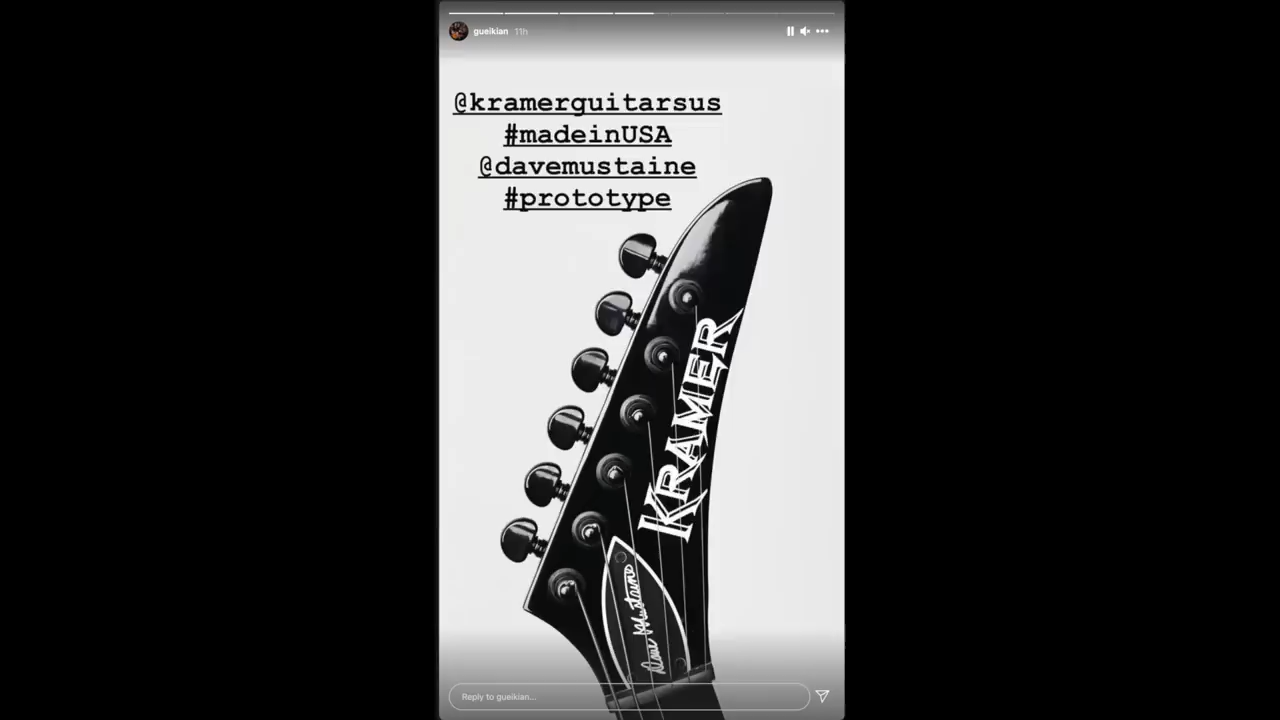 gueikian 11h
@kramerguitarsus
#madeinUSA
@davemustaine
#prototype
KRAMER
Dave Mustaine
Reply to gueikian...